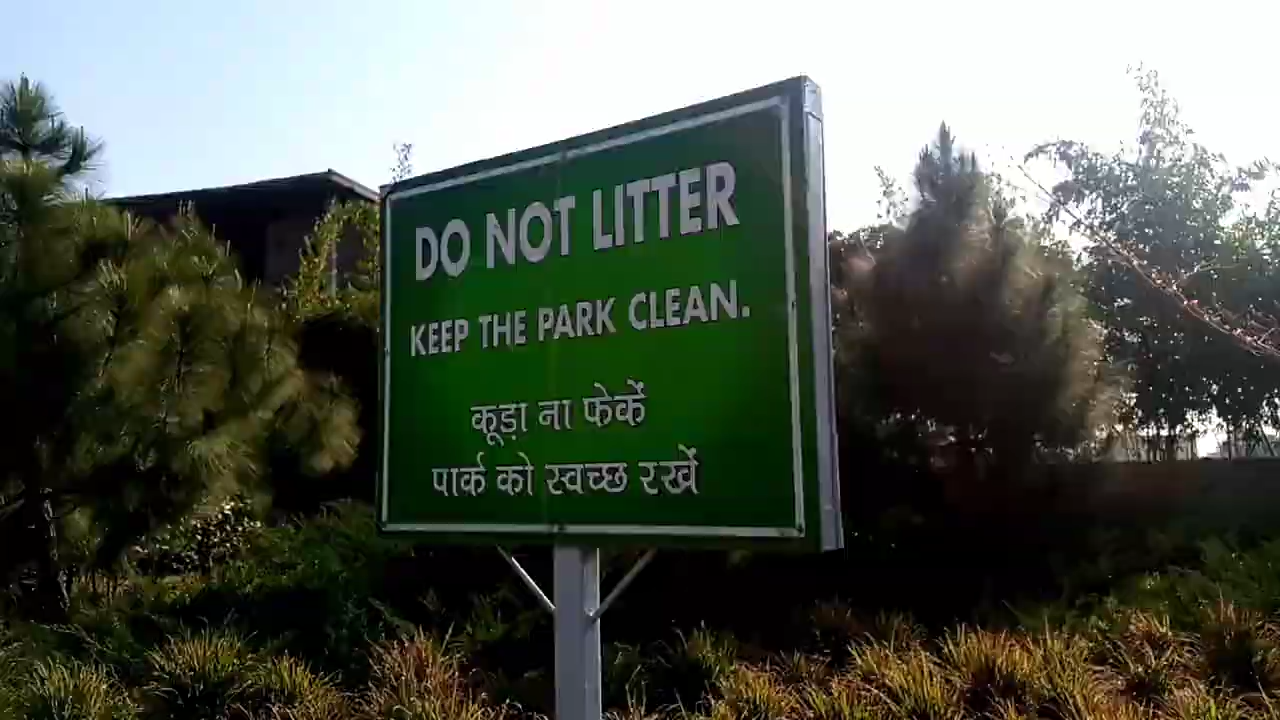 DO NOT LITTER
KEEP THE PARK CLEAN.
कूड़ा ना फेकें
पार्क को स्वच्छ रखें